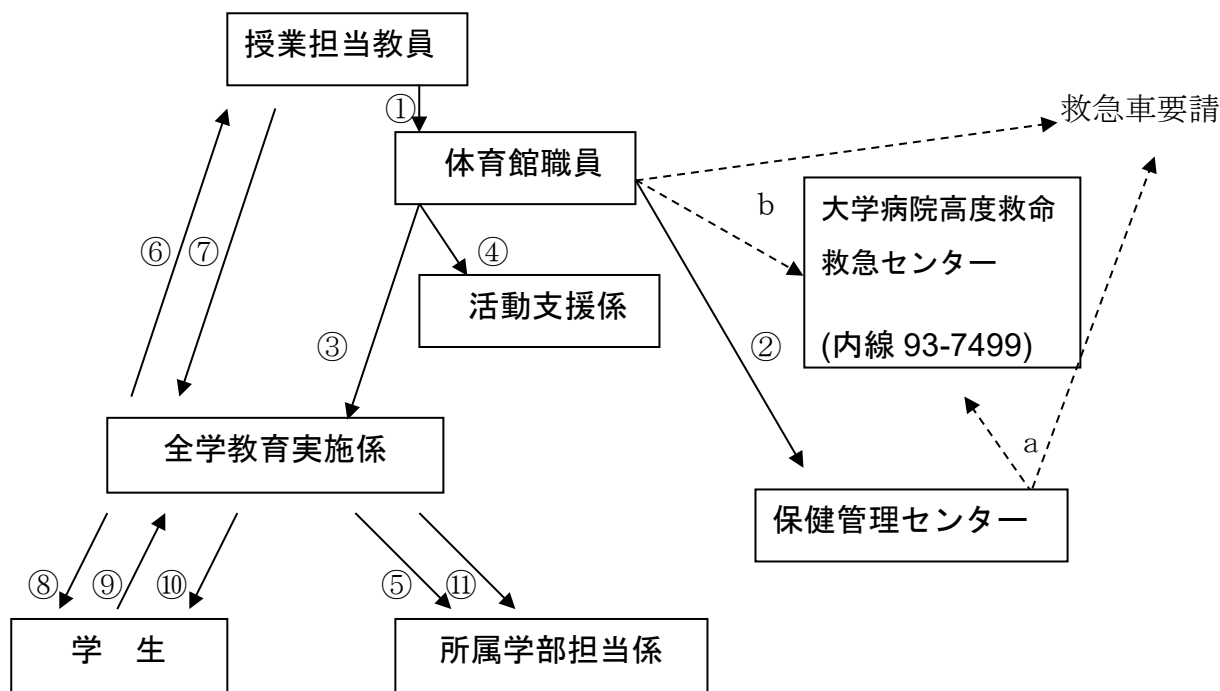 授業担当教員
①
救急車要請
体育館職員
b
大学病院高度救命
救急センター
(内線 93-7499)
⑥
⑦
④
活動支援係
③
②
a
全学教育実施係
保健管理センター
⑧
⑨
⑩
⑤
⑪
学 生
所属学部担当係